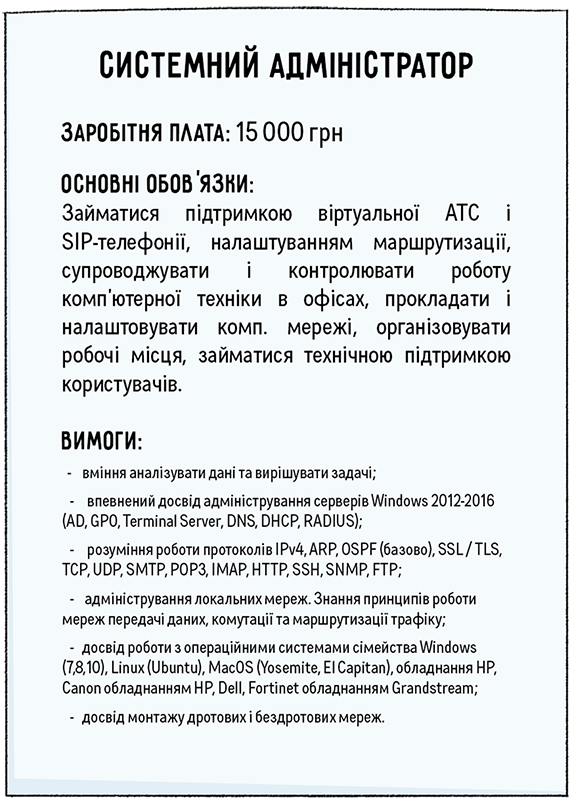 СИСТЕМНИЙ АДМІНІСТРАТОР
ЗАРОБІТНЯ ПЛАТА: 15 000 грн
ОСНОВНІ ОБОВ'ЯЗКИ:
Займатися підтримкою віртуальної АТС і
SIP-телефонії, налаштуванням маршрутизації,
супроводжувати і контролювати роботу
комп'ютерної техніки в офісах, прокладати і
налаштовувати комп. мережі, організовувати
робочі місця, займатися технічною підтримкою
користувачів.
ВИМОГИ:
- вміння аналізувати дані та вирішувати задачі;
- впевнений досвід адміністрування серверів Windows 2012-2016
(AD, GPO, Terminal Server, DNS, DHCP, RADIUS);
- розуміння роботи протоколів IPv4, ARP, OSPF (базово), SSL / TLS,
TCP, UDP, SMTP, POP3, IMAP, HTTP, SSH, SNMP, FTP;
- адміністрування локальних мереж. Знання принципів роботи
мереж передачі даних, комутації та маршрутизації трафіку;
- досвід роботи з операційними системами сімейства Windows
(7,8,10), Linux (Ubuntu), MacOS (Yosemite, El Capitan), обладнання HP,
Canon обладнанням HP, Dell, Fortinet обладнанням Grandstream;
- досвід монтажу дротових і бездротових мереж.